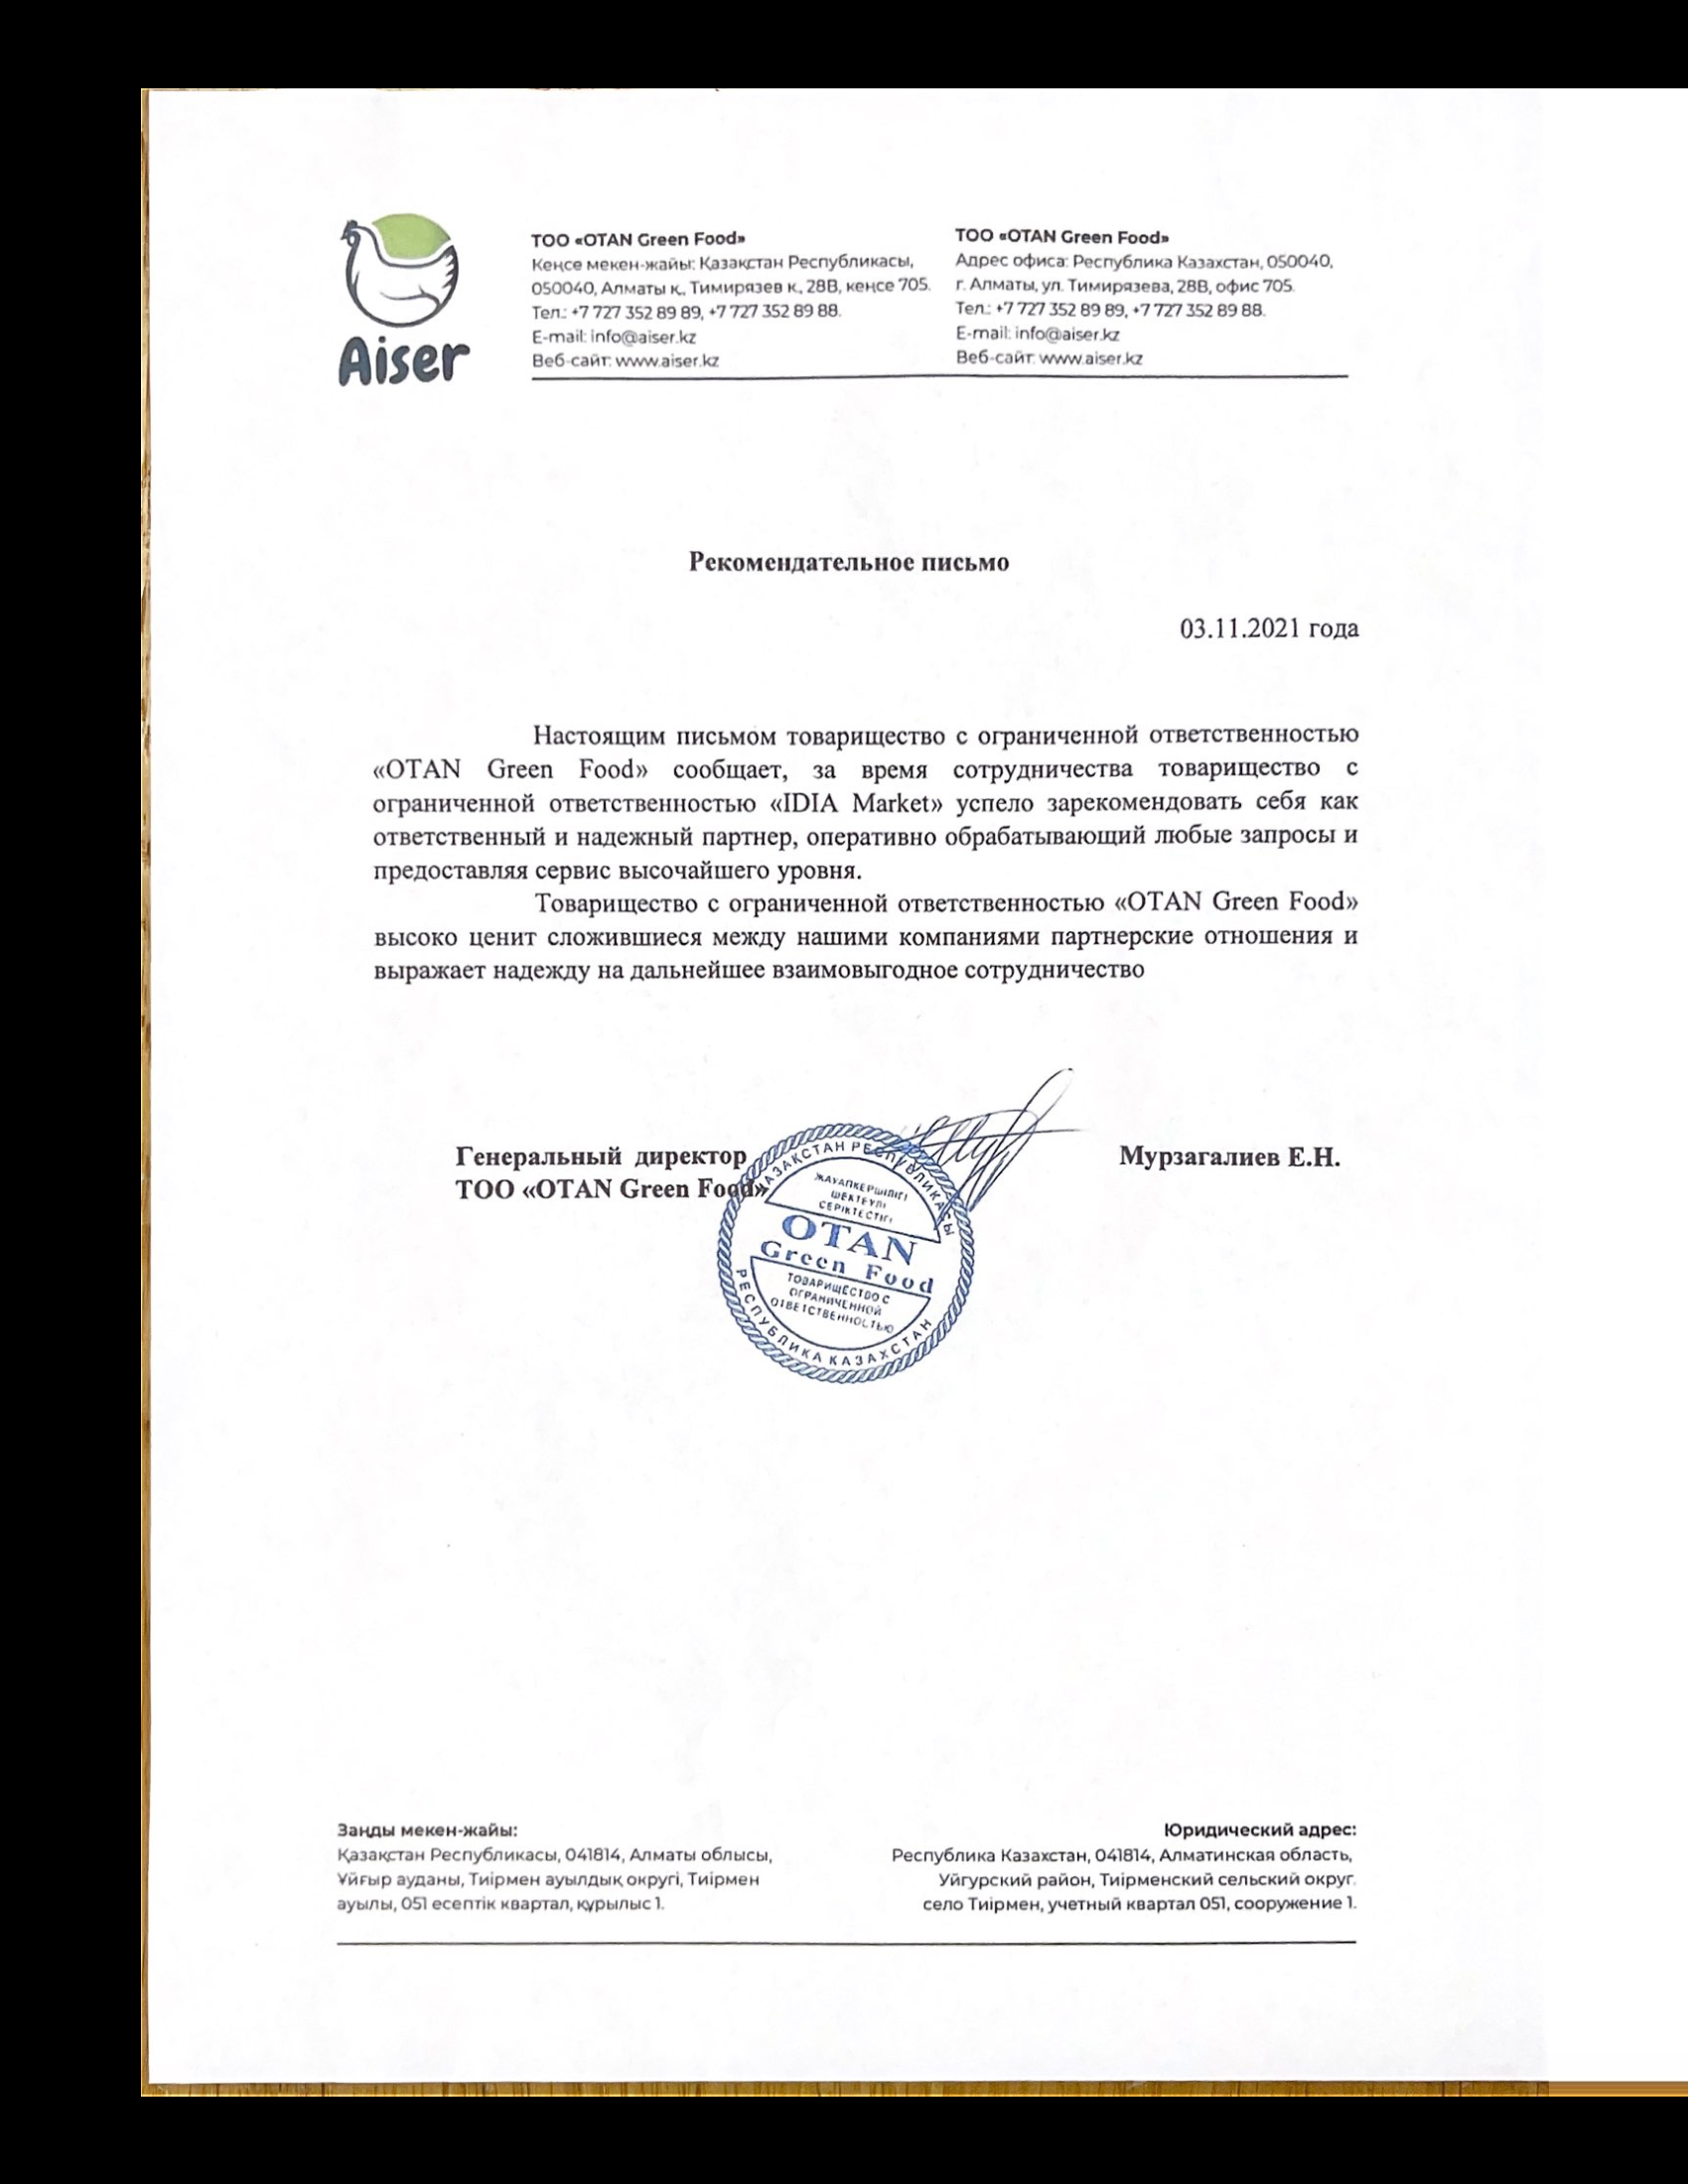 Aiser
ТОО «OTAN Green Food»
Кеңсе мекен-жайы: Қазақстан Республикасы,
050040, Алматы қ., Тимирязев к., 28В, кеңсе 705.
Тел.: +7 727 352 89 89, +7 727 352 89 88.
E-mail: info@aiser.kz
Веб-сайт: www.aiser.kz
ТОО «OTAN Green Food»
Адрес офиса: Республика Казахстан, 050040,
г. Алматы, ул. Тимирязева, 28В, офис 705.
Тел.: +7 727 352 89 89, +7 727 352 89 88.
E-mail: info@aiser.kz
Веб-сайт: www.aiser.kz
Рекомендательное письмо
03.11.2021 года
Настоящим письмом товарищество с ограниченной ответственностью
«OTAN Green Food» сообщает, за время сотрудничества товарищество с
ограниченной ответственностью «IDIA Market» успело зарекомендовать себя как
ответственный и надежный партнер, оперативно обрабатывающий любые запросы и
предоставляя сервис высочайшего уровня.
Товарищество с ограниченной ответственностью «OTAN Green Food»
высоко ценит сложившиеся между нашими компаниями партнерские отношения и
выражает надежду на дальнейшее взаимовыгодное сотрудничество
Генеральный директор
ТОО «OTAN Green Food»
Мурзагалиев Е.Н.
ҚАЗАҚСТАН РЕСПУБЛИКАСЫ
ЖАУАПКЕРШІЛІГІ
ШЕКТЕУЛІ
СЕРІКТЕСТІГІ
OTAN
Green Food
ТОВАРИЩЕСТВО С
ОГРАНИЧЕННОЙ
ОТВЕТСТВЕННОСТЬЮ
РЕСПУБЛИКА КАЗАХСТАН
Заңды мекен-жайы:
Қазақстан Республикасы, 041814, Алматы облысы,
Ұйғыр ауданы, Тиірмен ауылдық округі, Тиірмен
ауылы, 051 есептік квартал, құрылыс 1.
Юридический адрес:
Республика Казахстан, 041814, Алматинская область,
Уйгурский район, Тиірменский сельский округ.
село Тиірмен, учетный квартал 051, сооружение 1.